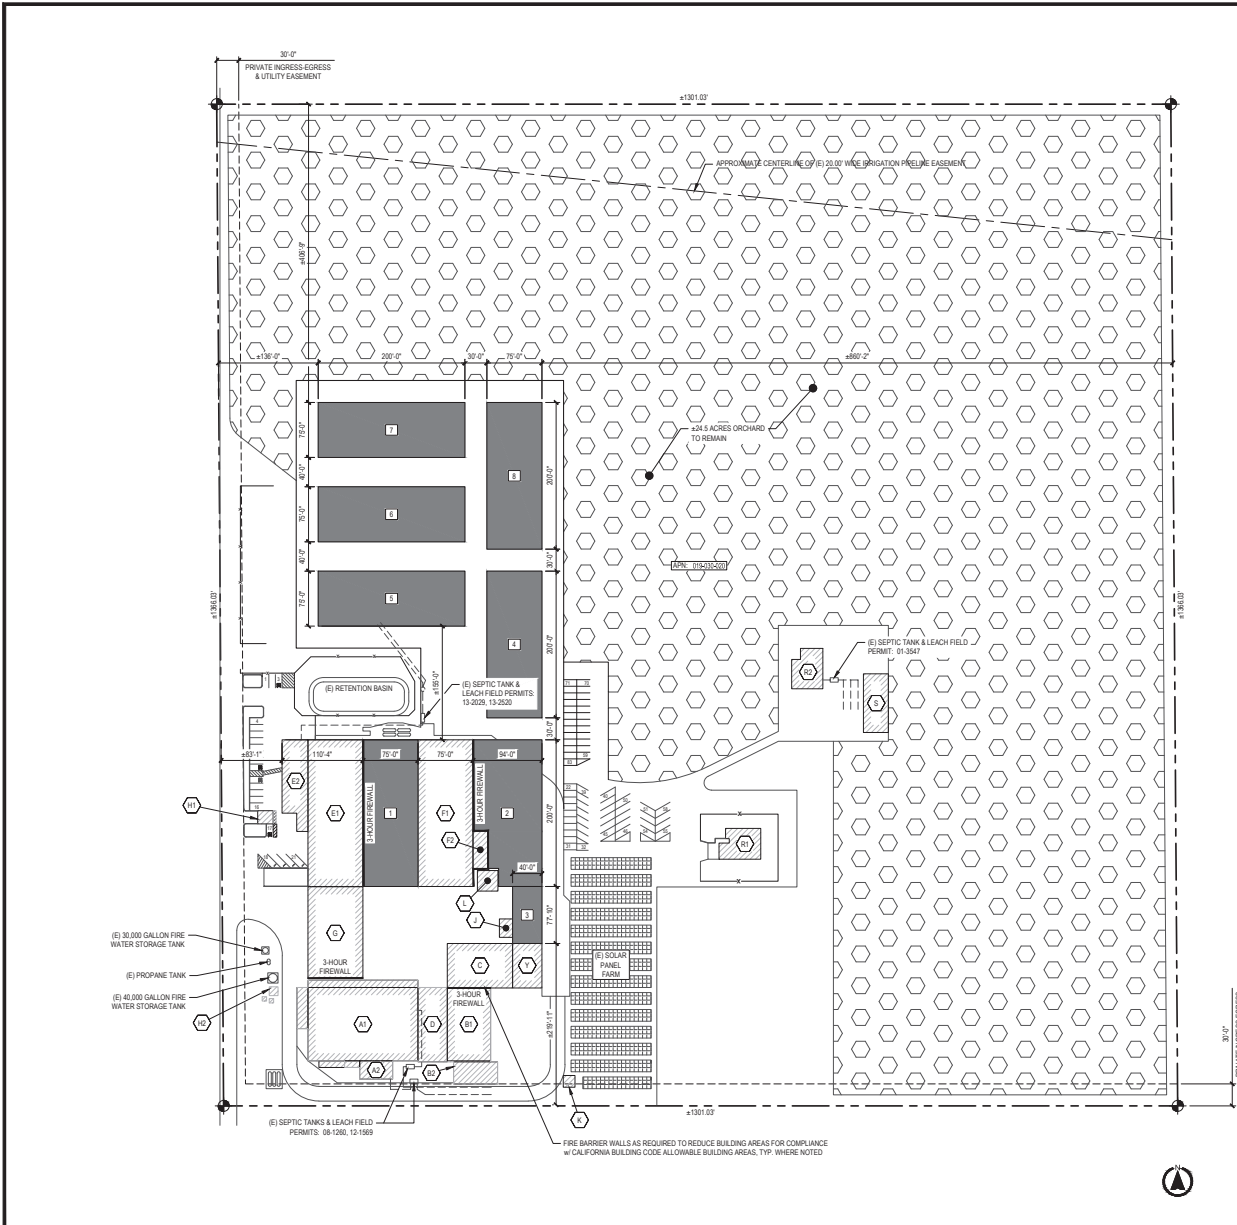 30'-0"
PRIVATE INGRESS-EGRESS
& UTILITY EASEMENT
±1301.03'
APPROXIMATE CENTERLINE OF (E) 20.00' WIDE IRRIGATION PIPELINE EASEMENT
±406'-9"
±136'-0"
200'-0"
30'-0"
75'-0"
±860'-2"
±24.5 ACRES ORCHARD
TO REMAIN
75'-0"
7
40'-0"
8
200'-0"
75'-0"
6
40'-0"
30'-0"
APN: 019-030-020
75'-0"
5
±1366.03'
±1366.03'
4
200'-0"
(E) SEPTIC TANK & LEACH FIELD
PERMIT: 01-3547
R2
S
±155'-0"
(E) RETENTION BASIN
(E) SEPTIC TANK &
LEACH FIELD PERMITS:
13-2029, 13-2520
30'-0"
±83'-1"
110'-4"
75'-0"
75'-0"
94'-0"
E2
H1
E1
3-HOUR FIREWALL
1
F1
3-HOUR FIREWALL
2
200'-0"
F2
R1
40'-0"
L
J
3
77'-10"
G
(E) 30,000 GALLON FIRE
WATER STORAGE TANK
3-HOUR
FIREWALL
C
Y
(E) SOLAR
PANEL
FARM
(E) PROPANE TANK
(E) 40,000 GALLON FIRE
WATER STORAGE TANK
3-HOUR
FIREWALL
H2
A1
D
B1
±219'-11"
30'-0"
A2
B2
K
±1301.03'
(E) SEPTIC TANKS & LEACH FIELD
PERMITS: 08-1260, 12-1569
FIRE BARRIER WALLS AS REQUIRED TO REDUCE BUILDING AREAS FOR COMPLIANCE
w/ CALIFORNIA BUILDING CODE ALLOWABLE BUILDING AREAS, TYP. WHERE NOTED
N